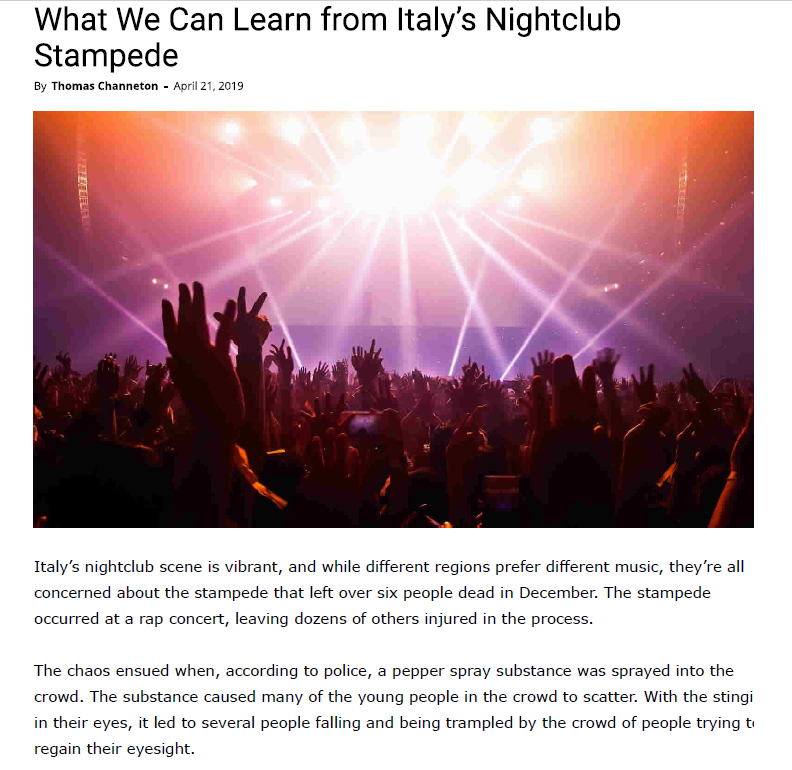 What We Can Learn from Italy’s Nightclub
Stampede
By Thomas Channeton - April 21, 2019
Italy’s nightclub scene is vibrant, and while different regions prefer different music, they’re all
concerned about the stampede that left over six people dead in December. The stampede
occurred at a rap concert, leaving dozens of others injured in the process.
The chaos ensued when, according to police, a pepper spray substance was sprayed into the
crowd. The substance caused many of the young people in the crowd to scatter. With the stingi
in their eyes, it led to several people falling and being trampled by the crowd of people trying t
regain their eyesight.